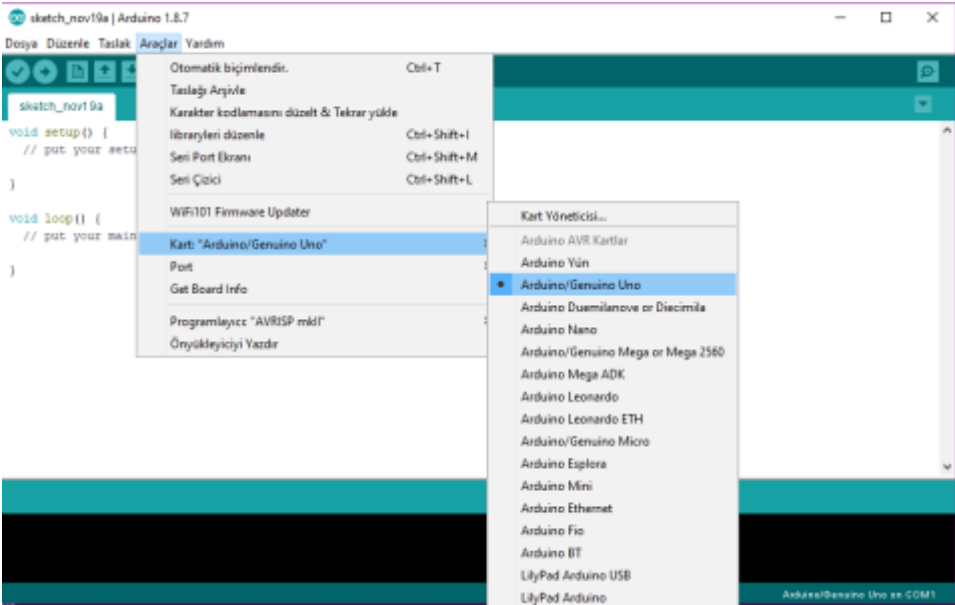 sketch_nov19a | Arduino 1.8.7
Dosya Düzenle Taslak Araçlar Yardım
sketch_nov19a
void setup() {
// put your setu
}
void loop() {
// put your main
}
Otomatik biçimlendir. Ctrl+T
Taslağı Arşivle
Karakter kodlamasını düzelt & Tekrar yükle
libraryleri düzenle Ctrl+Shift+I
Seri Port Ekranı Ctrl+Shift+M
Seri Çizici Ctrl+Shift+L
WiFi101 Firmware Updater
Kart: "Arduino/Genuino Uno"
Port
Get Board Info
Programlayıcı: "AVRISP mkII"
Önyükleyiciyi Yazdır
Kart Yöneticisi...
Arduino AVR Kartlar
Arduino Yún
Arduino/Genuino Uno
Arduino Duemilanove or Diecimila
Arduino Nano
Arduino/Genuino Mega or Mega 2560
Arduino Mega ADK
Arduino Leonardo
Arduino Leonardo ETH
Arduino/Genuino Micro
Arduino Esplora
Arduino Mini
Arduino Ethernet
Arduino Fio
Arduino BT
LilyPad Arduino USB
LilyPad Arduino
Arduino/Genuino Uno en COM1